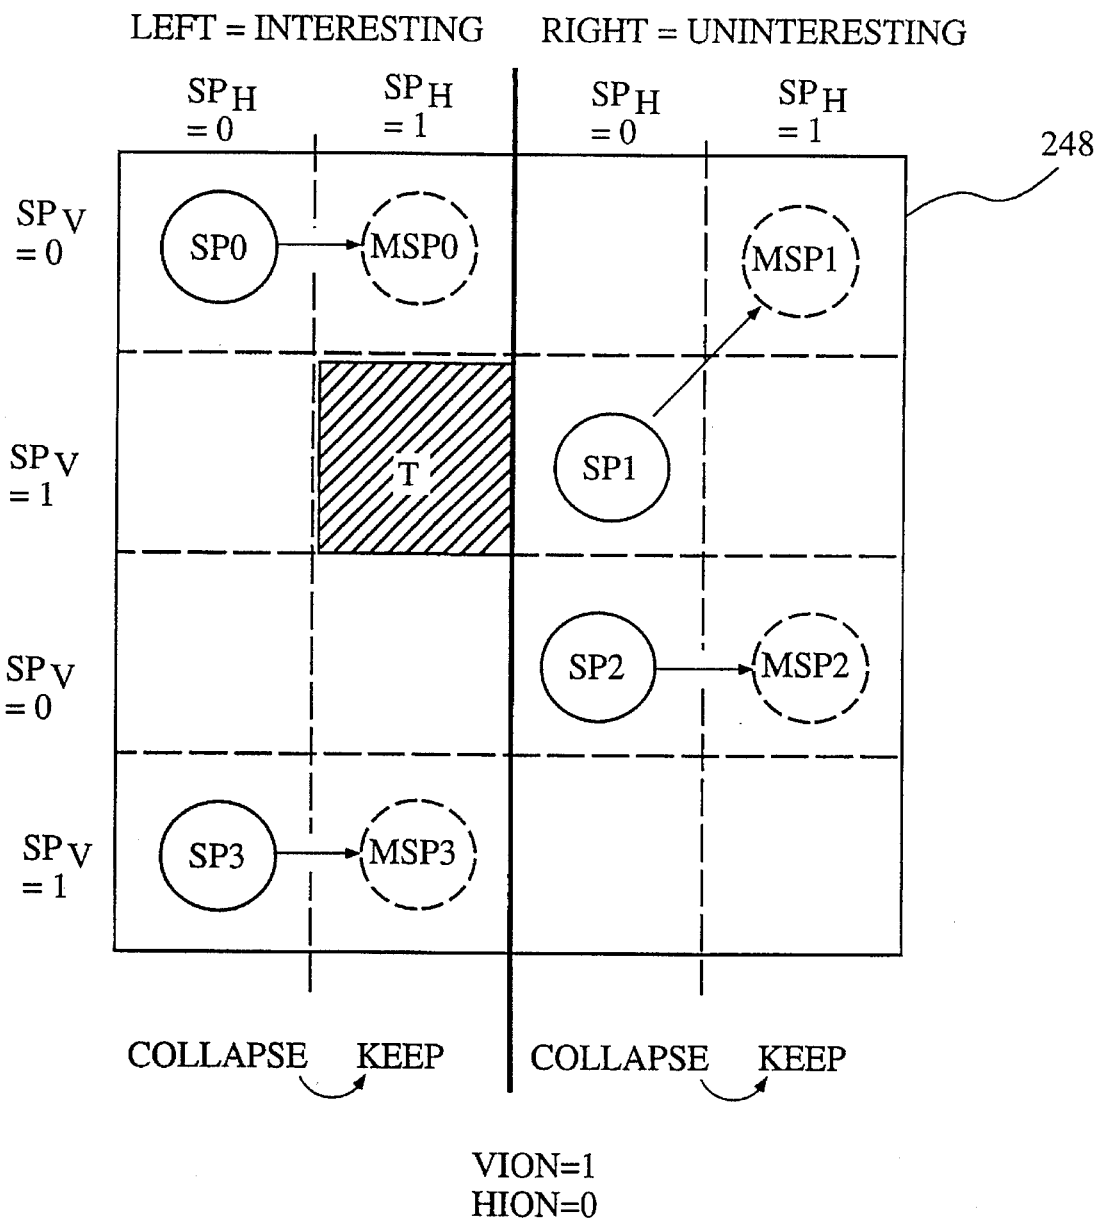 LEFT = INTERESTING RIGHT = UNINTERESTING
SPH = 0 SPH = 1 SPH = 0 SPH = 1
248
SPV = 0
SP0 MSP0 MSP1
SPV = 1
T SP1
SPV = 0
SP2 MSP2
SPV = 1
SP3 MSP3
COLLAPSE KEEP COLLAPSE KEEP
VION=1
HION=0